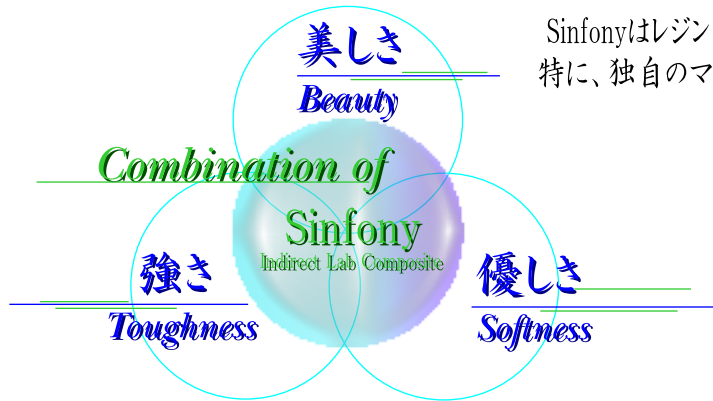 美しさ
Beauty
Sinfonyはレジン
特に、独自のマ
Combination of
Sinfony
Indirect Lab Composite
強さ
Toughness
優しさ
Softness